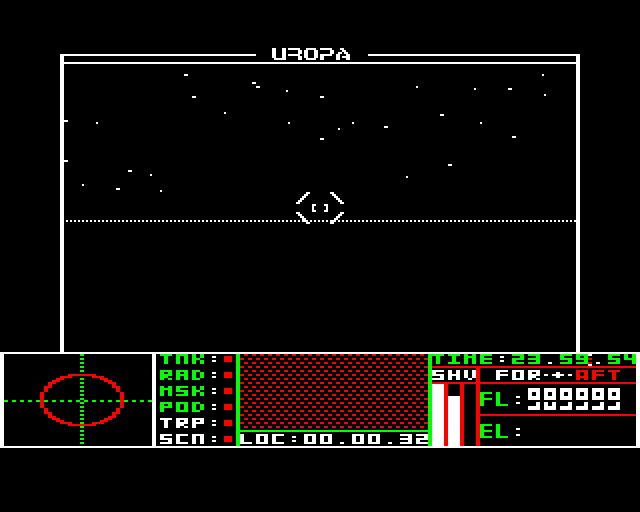 UROPA
TNK:
RAD:
MSK:
POD:
TRP:
SCN:
LOC:00.00.32
TIME:23.59.54
SHV
FOR-+-AFT
FL:000000
EL: